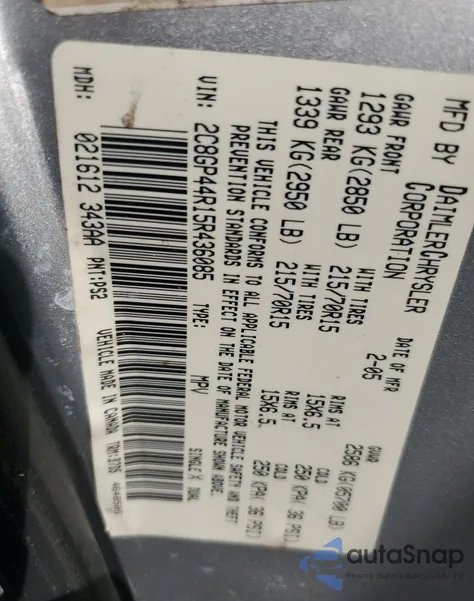 MFD BY DAIMLERCHRYSLER CORPORATION
DATE OF MFR 2-05
GVWR 2586 KG(5700 LB)
GAWR FRONT 1293 KG(2850 LB)
WITH TIRES 215/70R15
RIMS AT 15X6.5
COLD 250 KPA( 36 PSI)
GAWR REAR 1339 KG(2950 LB)
WITH TIRES 215/70R15
RIMS AT 15X6.5
COLD 250 KPA( 36 PSI)
THIS VEHICLE CONFORMS TO ALL APPLICABLE FEDERAL MOTOR VEHICLE SAFETY AND THEFT
PREVENTION STANDARDS IN EFFECT ON THE DATE OF MANUFACTURE SHOWN ABOVE.
VIN: 2C8GP44R15R436085 MPV SINGLE X DUAL
MDH: 021612 343AA PNT:PS2
VEHICLE MADE IN CANADA
autoSnap